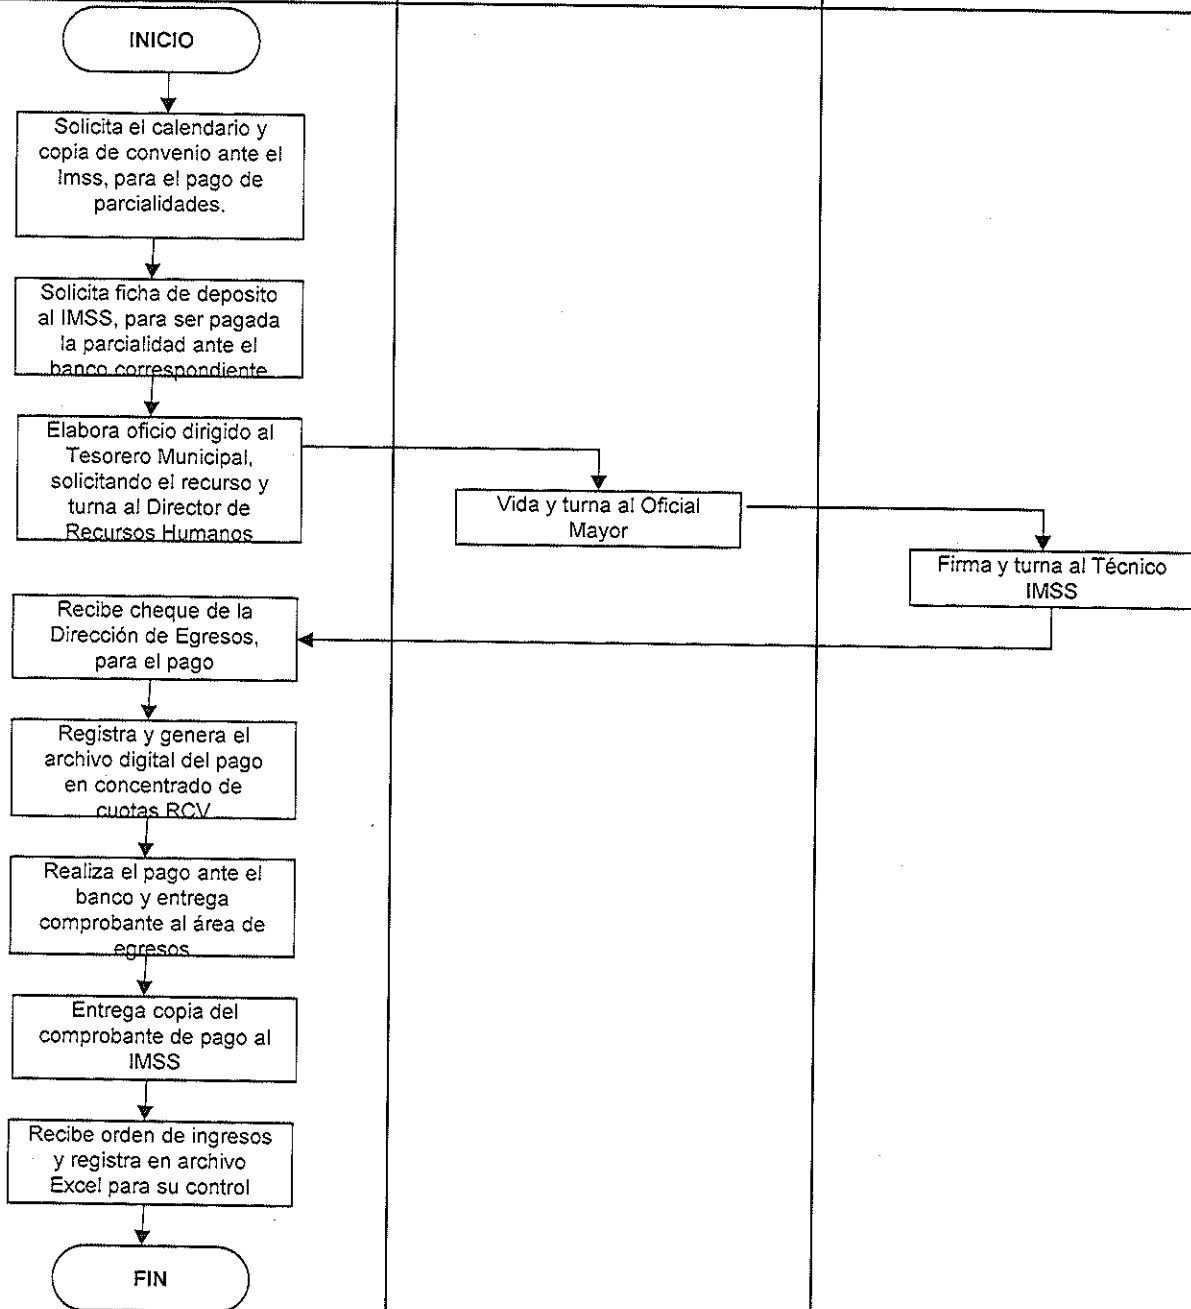 INICIO
Solicita el calendario y
copia de convenio ante el
Imss, para el pago de
parcialidades.
Solicita ficha de deposito
al IMSS, para ser pagada
la parcialidad ante el
banco correspondiente
Elabora oficio dirigido al
Tesorero Municipal,
solicitando el recurso y
turna al Director de
Recursos Humanos
Vida y turna al Oficial
Mayor
Firma y turna al Técnico
IMSS
Recibe cheque de la
Dirección de Egresos,
para el pago
Registra y genera el
archivo digital del pago
en concentrado de
cuotas RCV
Realiza el pago ante el
banco y entrega
comprobante al área de
egresos
Entrega copia del
comprobante de pago al
IMSS
Recibe orden de ingresos
y registra en archivo
Excel para su control
FIN